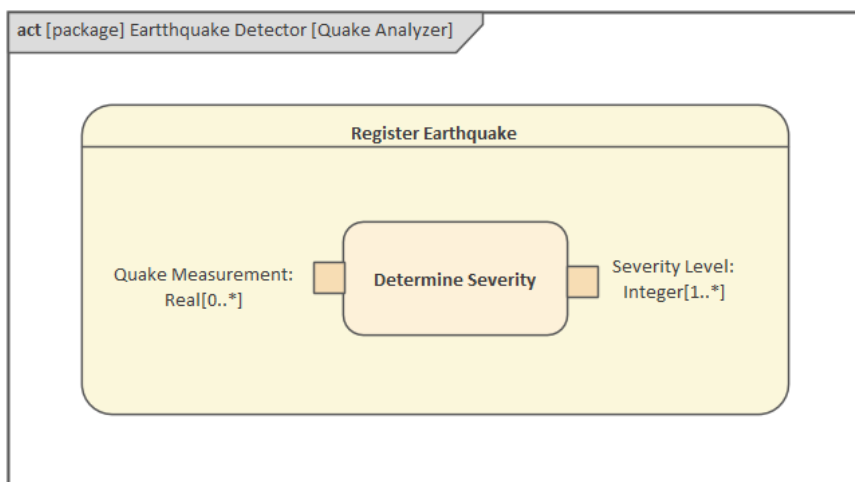 act [package] Eartthquake Detector [Quake Analyzer]
Register Earthquake
Quake Measurement:
Real[0..*]
Determine Severity
Severity Level:
Integer[1..*]